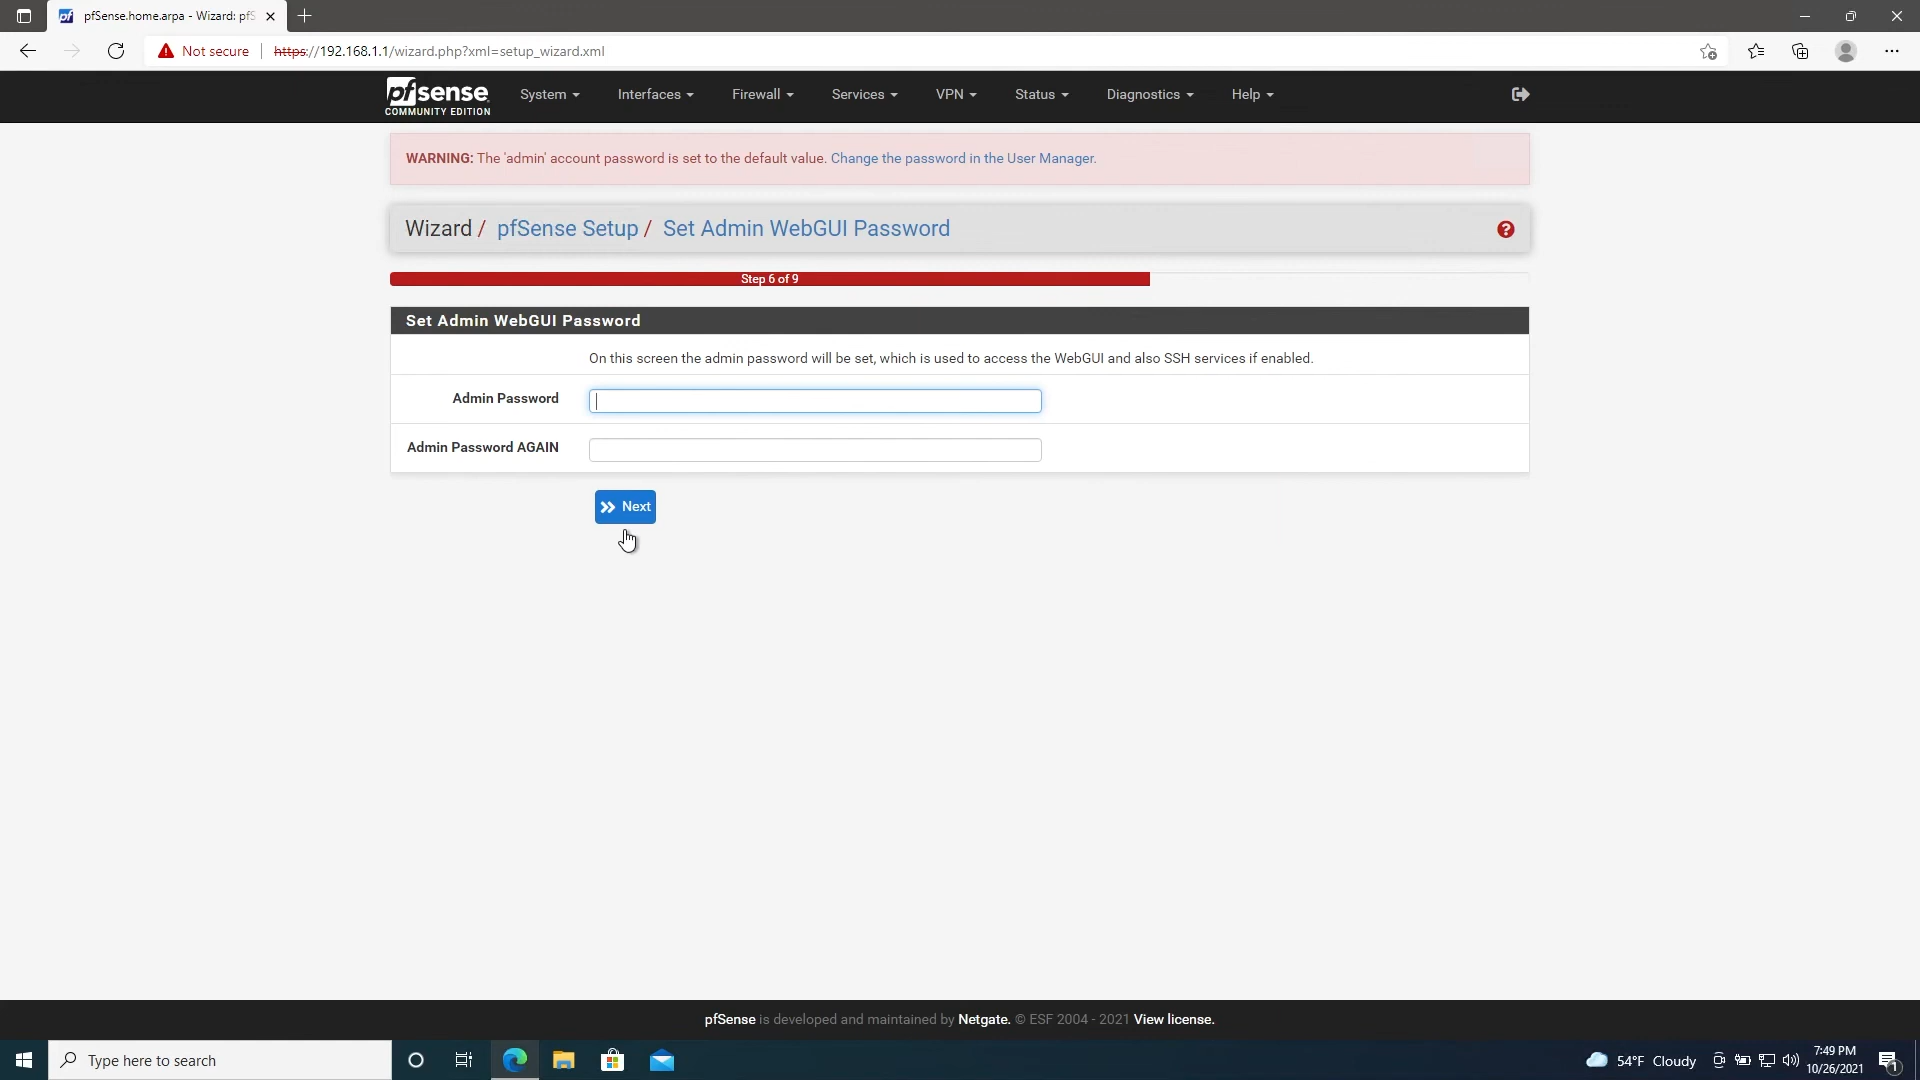 pfSense.home.arpa - Wizard: pfS
Not secure https://192.168.1.1/wizard.php?xml=setup_wizard.xml
pfsense
COMMUNITY EDITION
System Interfaces Firewall Services VPN Status Diagnostics Help
WARNING: The 'admin' account password is set to the default value. Change the password in the User Manager.
Wizard / pfSense Setup / Set Admin WebGUI Password
Step 6 of 9
Set Admin WebGUI Password
On this screen the admin password will be set, which is used to access the WebGUI and also SSH services if enabled.
Admin Password
Admin Password AGAIN
Next
pfSense is developed and maintained by Netgate. © ESF 2004 - 2021 View license.
Type here to search
54°F Cloudy
7:49 PM
10/26/2021
1